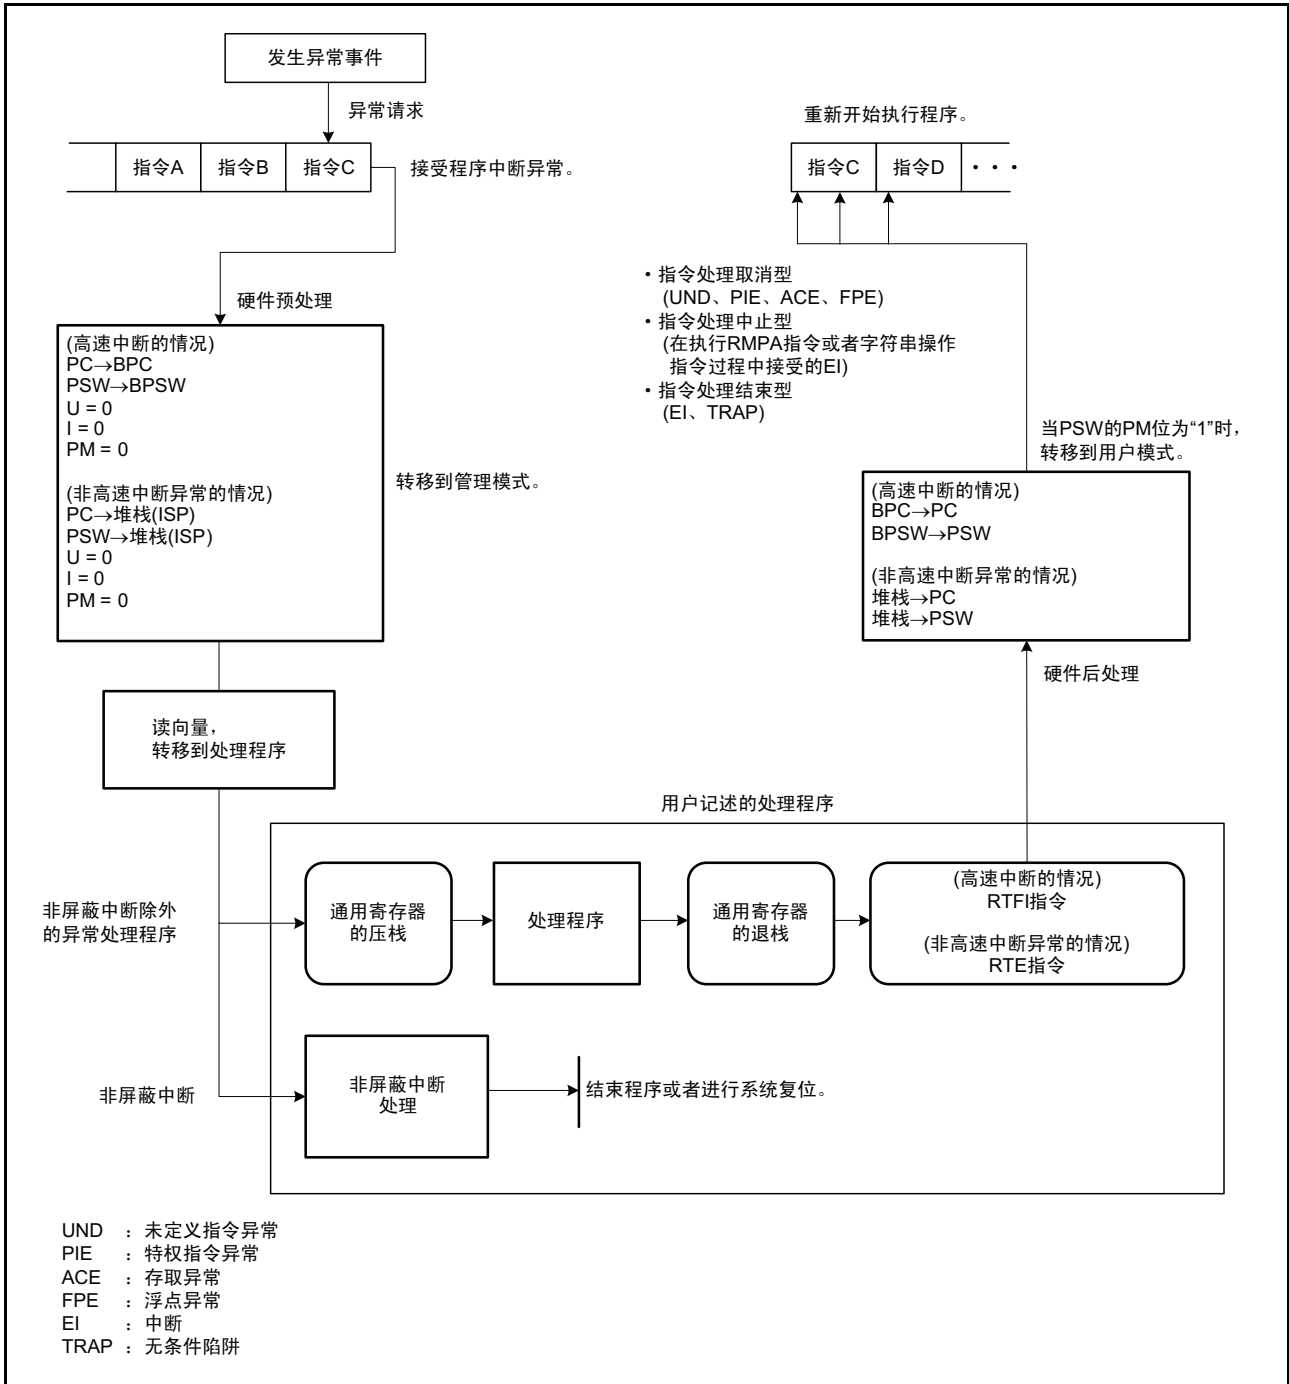 发生异常事件
异常请求
指令A 指令B 指令C
接受程序中断异常。
重新开始执行程序。
指令C 指令D ・・・
・指令处理取消型
(UND、PIE、ACE、FPE)
・指令处理中止型
(在执行RMPA指令或者字符串操作
指令过程中接受的EI)
・指令处理结束型
(EI、TRAP)
硬件预处理
(高速中断的情况)
PC→BPC
PSW→BPSW
U = 0
I = 0
PM = 0
(非高速中断异常的情况)
PC→堆栈(ISP)
PSW→堆栈(ISP)
U = 0
I = 0
PM = 0
转移到管理模式。
当PSW的PM位为“1”时，
转移到用户模式。
(高速中断的情况)
BPC→PC
BPSW→PSW
(非高速中断异常的情况)
堆栈→PC
堆栈→PSW
硬件后处理
读向量，
转移到处理程序
用户记述的处理程序
非屏蔽中断除外
的异常处理程序
通用寄存器
的压栈
处理程序
通用寄存器
的退栈
(高速中断的情况)
RTFI指令
(非高速中断异常的情况)
RTE指令
非屏蔽中断
非屏蔽中断
处理
结束程序或者进行系统复位。
UND ：未定义指令异常
PIE ：特权指令异常
ACE ：存取异常
FPE ：浮点异常
EI ：中断
TRAP ：无条件陷阱